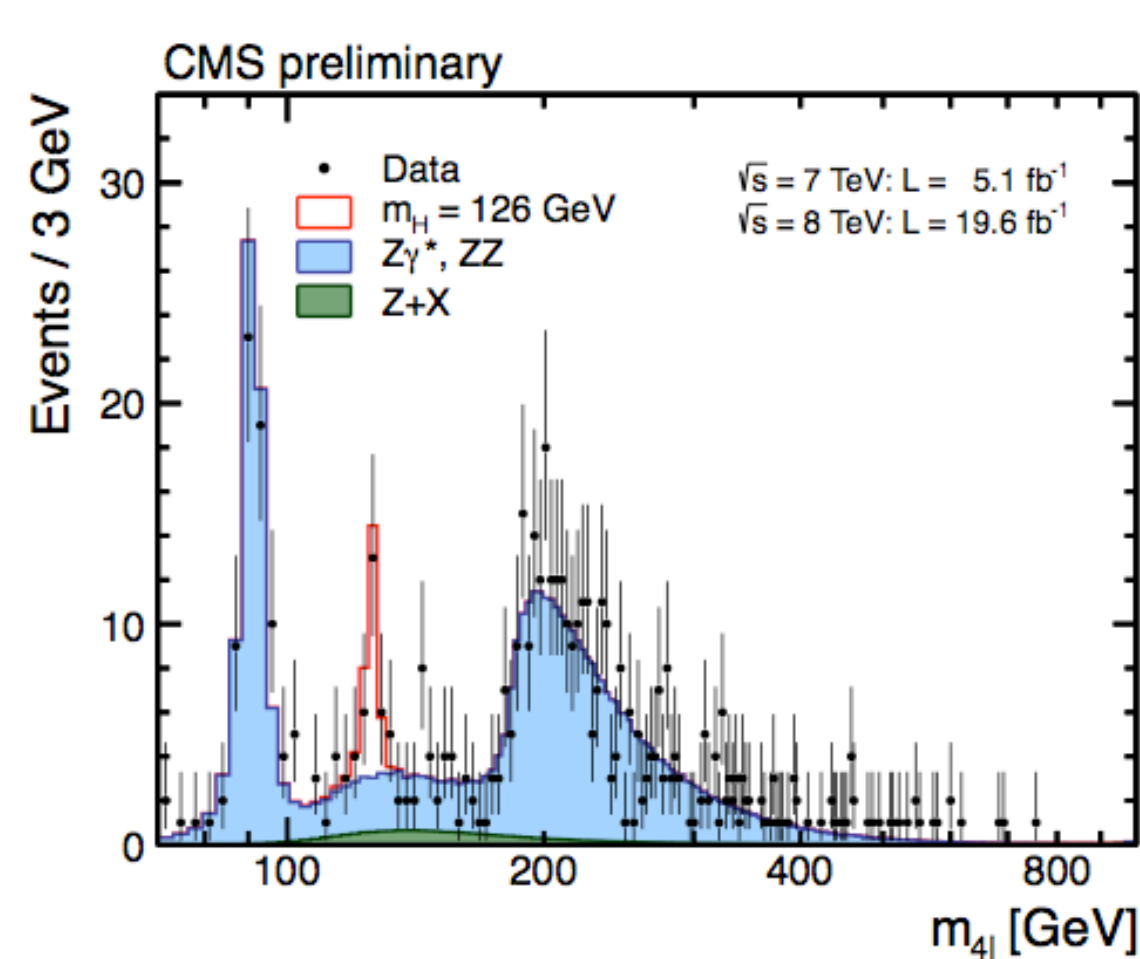 CMS preliminary
Events / 3 GeV
30
20
10
0
Data
m_H = 126 GeV
Zγ*, ZZ
Z+X
√s = 7 TeV: L = 5.1 fb⁻¹
√s = 8 TeV: L = 19.6 fb⁻¹
100 200 400 800
m_4l [GeV]